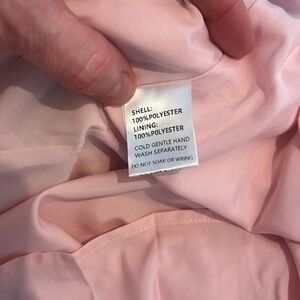 SHELL:
100%POLYESTER
LINING:
100%POLYESTER
COLD GENTLE HAND
WASH SEPARATELY
DO NOT SOAK OR WRING